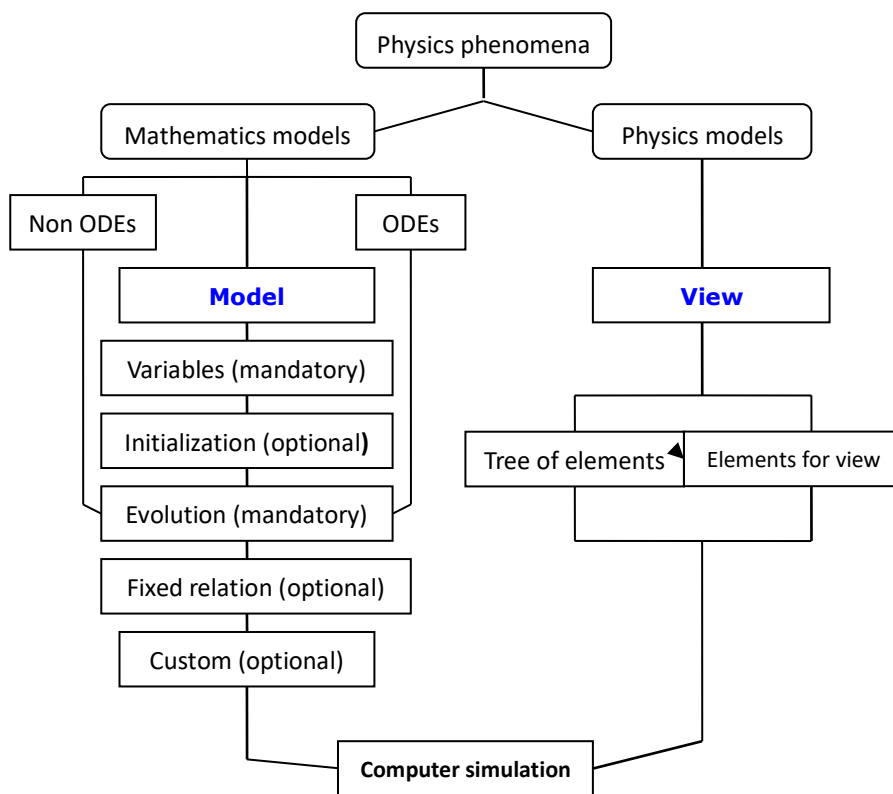 Physics phenomena
Mathematics models
Physics models
Non ODEs
ODEs
Model
View
Variables (mandatory)
Initialization (optional)
Tree of elements
Elements for view
Evolution (mandatory)
Fixed relation (optional)
Custom (optional)
Computer simulation